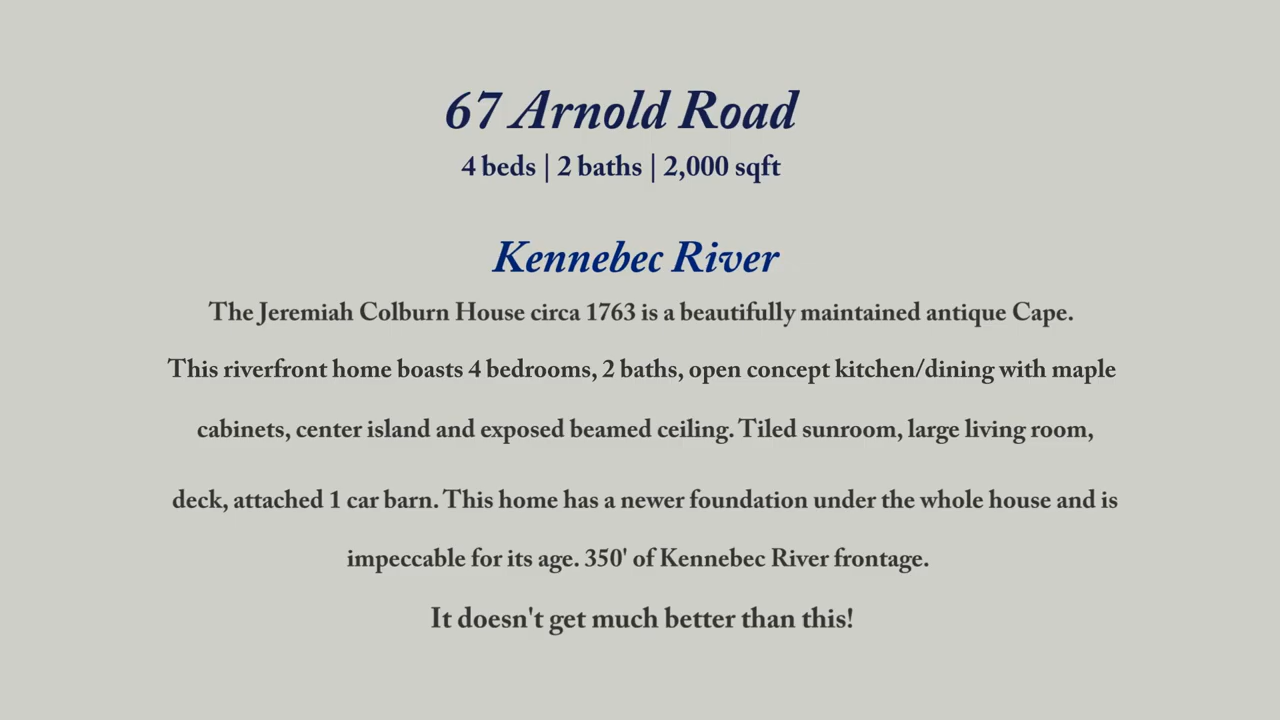 67 Arnold Road
4 beds | 2 baths | 2,000 sqft
Kennebec River
The Jeremiah Colburn House circa 1763 is a beautifully maintained antique Cape.
This riverfront home boasts 4 bedrooms, 2 baths, open concept kitchen/dining with maple
cabinets, center island and exposed beamed ceiling. Tiled sunroom, large living room,
deck, attached 1 car barn. This home has a newer foundation under the whole house and is
impeccable for its age. 350' of Kennebec River frontage.
It doesn't get much better than this!